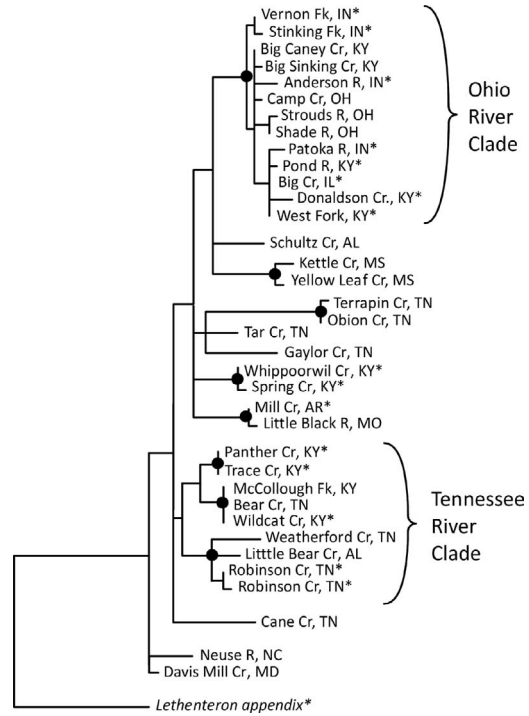 Vernon Fk, IN*
Stinking Fk, IN*
Big Caney Cr, KY
Big Sinking Cr, KY
Anderson R, IN*
Camp Cr, OH
Strouds R, OH
Shade R, OH
Patoka R, IN*
Pond R, KY*
Big Cr, IL*
Donaldson Cr., KY*
West Fork, KY*
Ohio
River
Clade
Schultz Cr, AL
Kettle Cr, MS
Yellow Leaf Cr, MS
Terrapin Cr, TN
Obion Cr, TN
Tar Cr, TN
Gaylor Cr, TN
Whippoorwil Cr, KY*
Spring Cr, KY*
Mill Cr, AR*
Little Black R, MO
Panther Cr, KY*
Trace Cr, KY*
McCollough Fk, KY
Bear Cr, TN
Wildcat Cr, KY*
Weatherford Cr, TN
Litttle Bear Cr, AL
Robinson Cr, TN*
Robinson Cr, TN*
Tennessee
River
Clade
Cane Cr, TN
Neuse R, NC
Davis Mill Cr, MD
Lethenteron appendix*